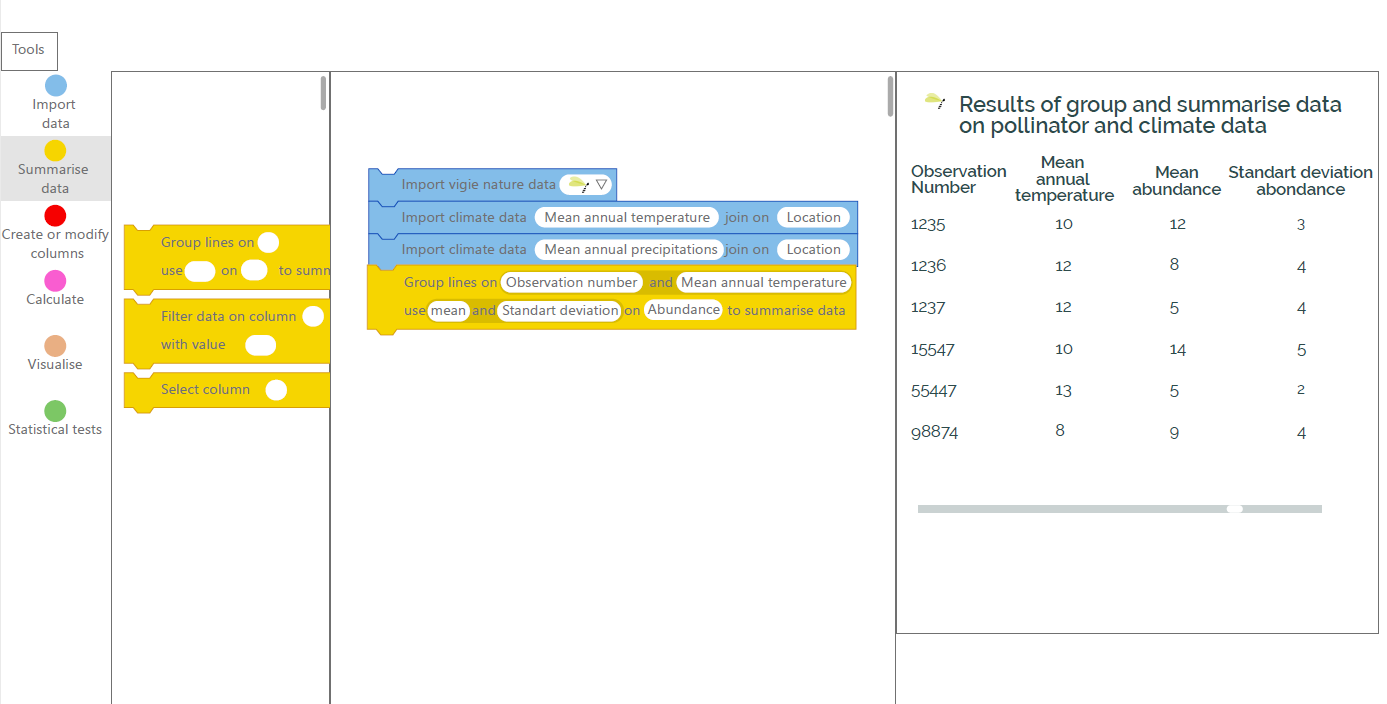 Tools
Import
data
Summarise
data
Create or modify
columns
Calculate
Visualise
Statistical tests
Group lines on
use on to summ
Filter data on column
with value
Select column
Import vigie nature data
Import climate data Mean annual temperature join on Location
Import climate data Mean annual precipitations join on Location
Group lines on Observation number and Mean annual temperature
use mean and Standart deviation on Abundance to summarise data
Results of group and summarise data
on pollinator and climate data
Observation
Number
Mean
annual
temperature
Mean
abundance
Standart deviation
abondance
1235 10 12 3
1236 12 8 4
1237 12 5 4
15547 10 14 5
55447 13 5 2
98874 8 9 4